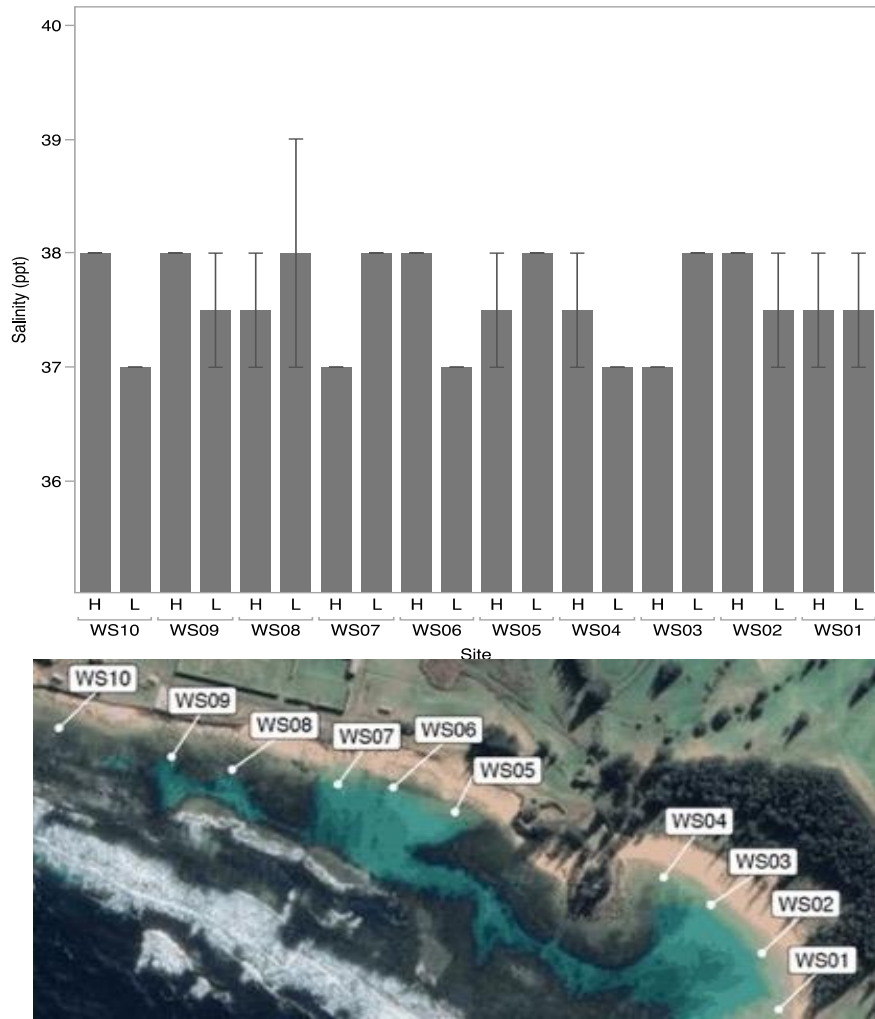 40
39
38
37
36
Salinity (ppt)
H L H L H L H L H L H L H L H L H L H L
WS10 WS09 WS08 WS07 WS06 WS05 WS04 WS03 WS02 WS01
Site
WS10
WS09
WS08
WS07
WS06
WS05
WS04
WS03
WS02
WS01